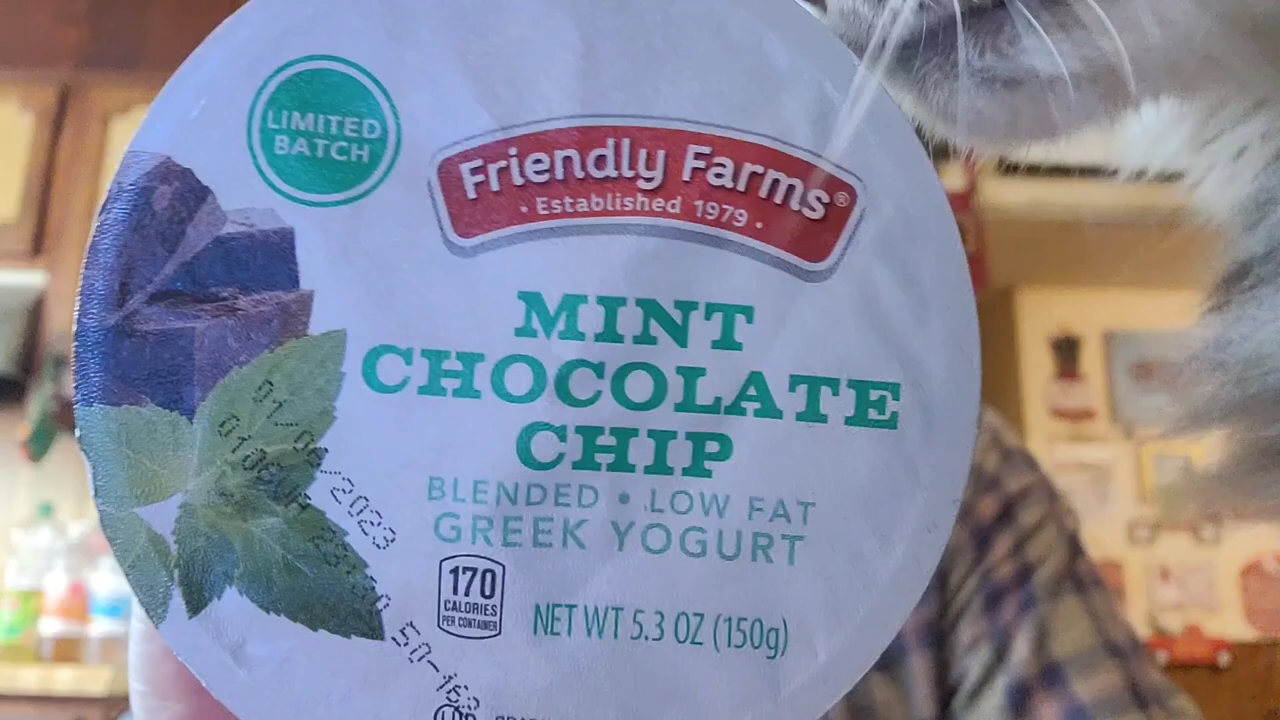 LIMITED
BATCH
Friendly Farms®
· Established 1979 ·
MINT
CHOCOLATE
CHIP
BLENDED • LOW FAT
GREEK YOGURT
170
CALORIES
PER CONTAINER
NET WT 5.3 OZ (150g)